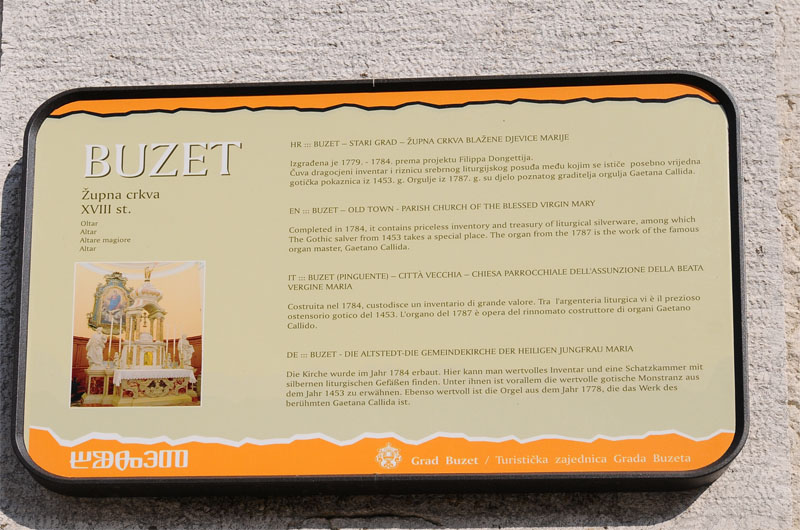 BUZET
Župna crkva
XVIII st.
Oltar
Altar
Altare magiore
Altar
HR ::: BUZET – STARI GRAD – ŽUPNA CRKVA BLAŽENE DJEVICE MARIJE
Izgrađena je 1779. - 1784. prema projektu Filippa Dongettija.
Čuva dragocjeni inventar i riznicu srebrnog liturgijskog posuđa među kojim se ističe posebno vrijedna
gotička pokaznica iz 1453. g. Orgulje iz 1787. g. su djelo poznatog graditelja orgulja Gaetana Callida.
EN ::: BUZET – OLD TOWN - PARISH CHURCH OF THE BLESSED VIRGIN MARY
Completed in 1784, it contains priceless inventory and treasury of liturgical silverware, among which
The Gothic salver from 1453 takes a special place. The organ from the 1787 is the work of the famous
organ master, Gaetano Callido.
IT ::: BUZET (PINGUENTE) – CITTÀ VECCHIA – CHIESA PARROCCHIALE DELL'ASSUNZIONE DELLA BEATA
VERGINE MARIA
Costruita nel 1784, custodisce un inventario di grande valore. Tra l'argenteria liturgica vi è il prezioso
ostensorio gotico del 1453. L'organo del 1787 è opera del rinnomato costruttore di organi Gaetano
Callido.
DE ::: BUZET - DIE ALTSTEDT-DIE GEMEINDEKIRCHE DER HEILIGEN JUNGFRAU MARIA
Die Kirche wurde im Jahr 1784 erbaut. Hier kann man wertvolles Inventar und eine Schatzkammer mit
silbernen liturgischen Gefäßen finden. Unter ihnen ist vorallem die wertvolle gotische Monstranz aus
dem Jahr 1453 zu erwähnen. Ebenso wertvoll ist die Orgel aus dem Jahr 1778, die das Werk des
berühmten Gaetana Callida ist.
Grad Buzet / Turistička zajednica Grada Buzeta